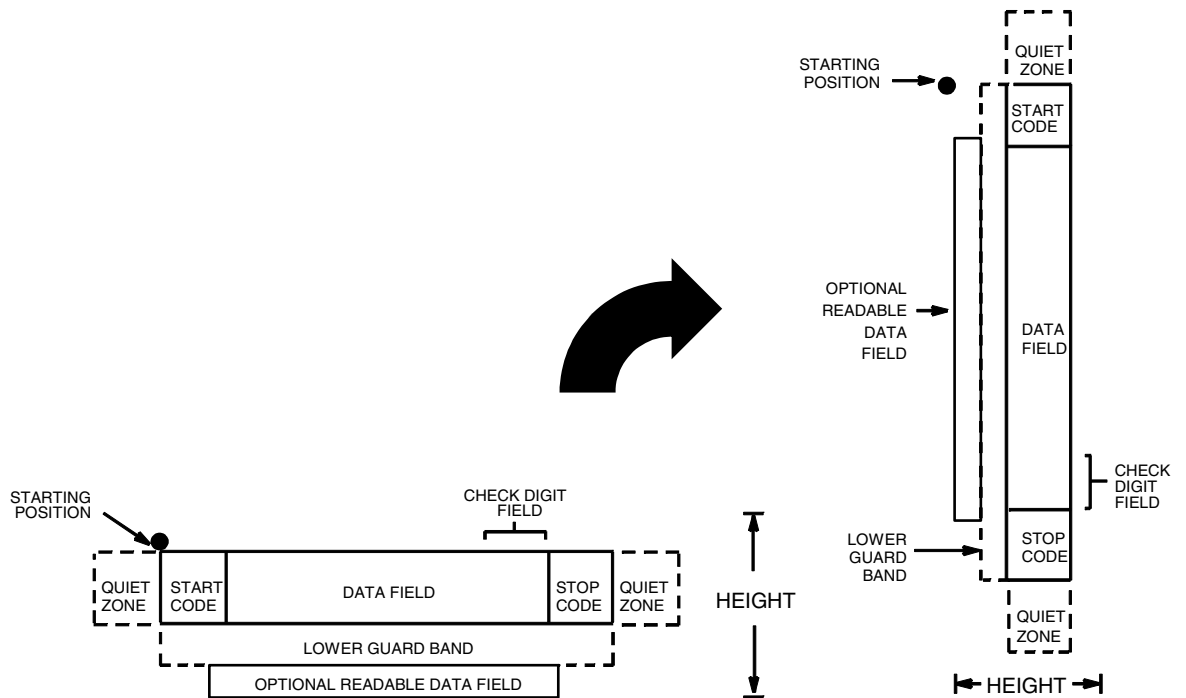 STARTING
POSITION
CHECK DIGIT
FIELD
QUIET
ZONE
START
CODE
DATA FIELD
STOP
CODE
QUIET
ZONE
LOWER GUARD BAND
OPTIONAL READABLE DATA FIELD
HEIGHT
QUIET
ZONE
STARTING
POSITION
START
CODE
OPTIONAL
READABLE
DATA
FIELD
DATA
FIELD
CHECK
DIGIT
FIELD
LOWER
GUARD
BAND
STOP
CODE
QUIET
ZONE
HEIGHT